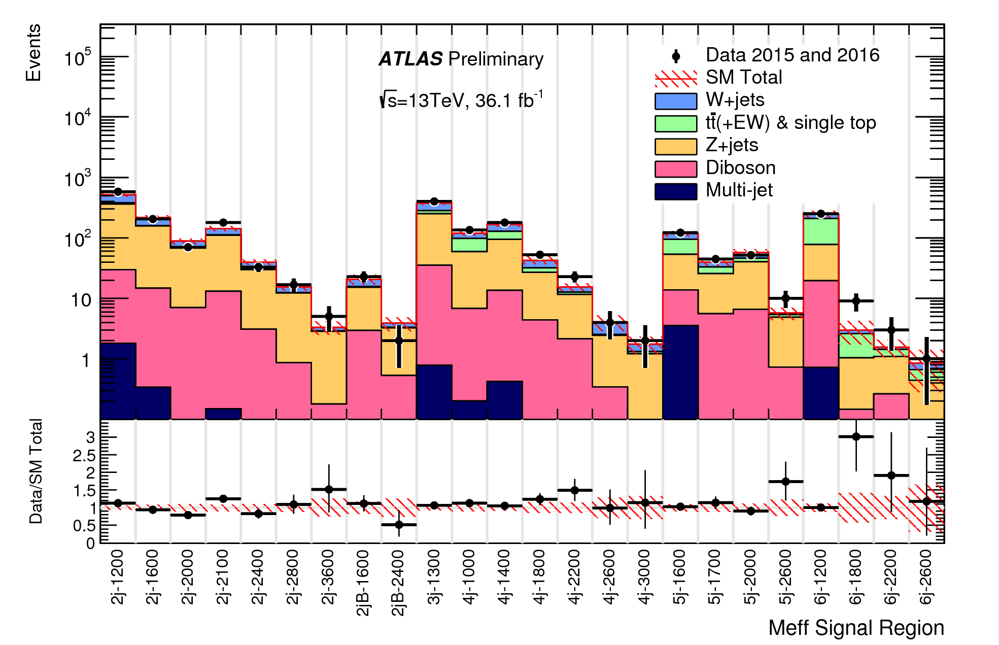 Events
10⁵
10⁴
10³
10²
10
1
ATLAS Preliminary
√s=13TeV, 36.1 fb⁻¹
Data 2015 and 2016
SM Total
W+jets
tt̄(+EW) & single top
Z+jets
Diboson
Multi-jet
Data/SM Total
3
2.5
2
1.5
1
0.5
0
2j-1200
2j-1600
2j-2000
2j-2100
2j-2400
2j-2800
2j-3600
2jB-1600
2jB-2400
3j-1300
4j-1000
4j-1400
4j-1800
4j-2200
4j-2600
4j-3000
5j-1600
5j-1700
5j-2000
5j-2600
6j-1200
6j-1800
6j-2200
6j-2600
Meff Signal Region